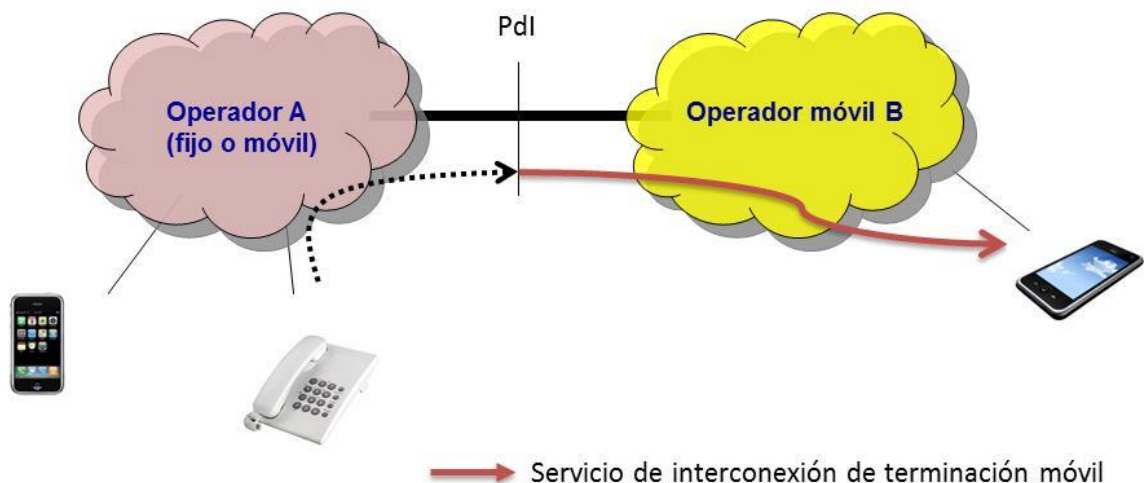 PdI
Operador A
(fijo o móvil)
Operador móvil B
Servicio de interconexión de terminación móvil